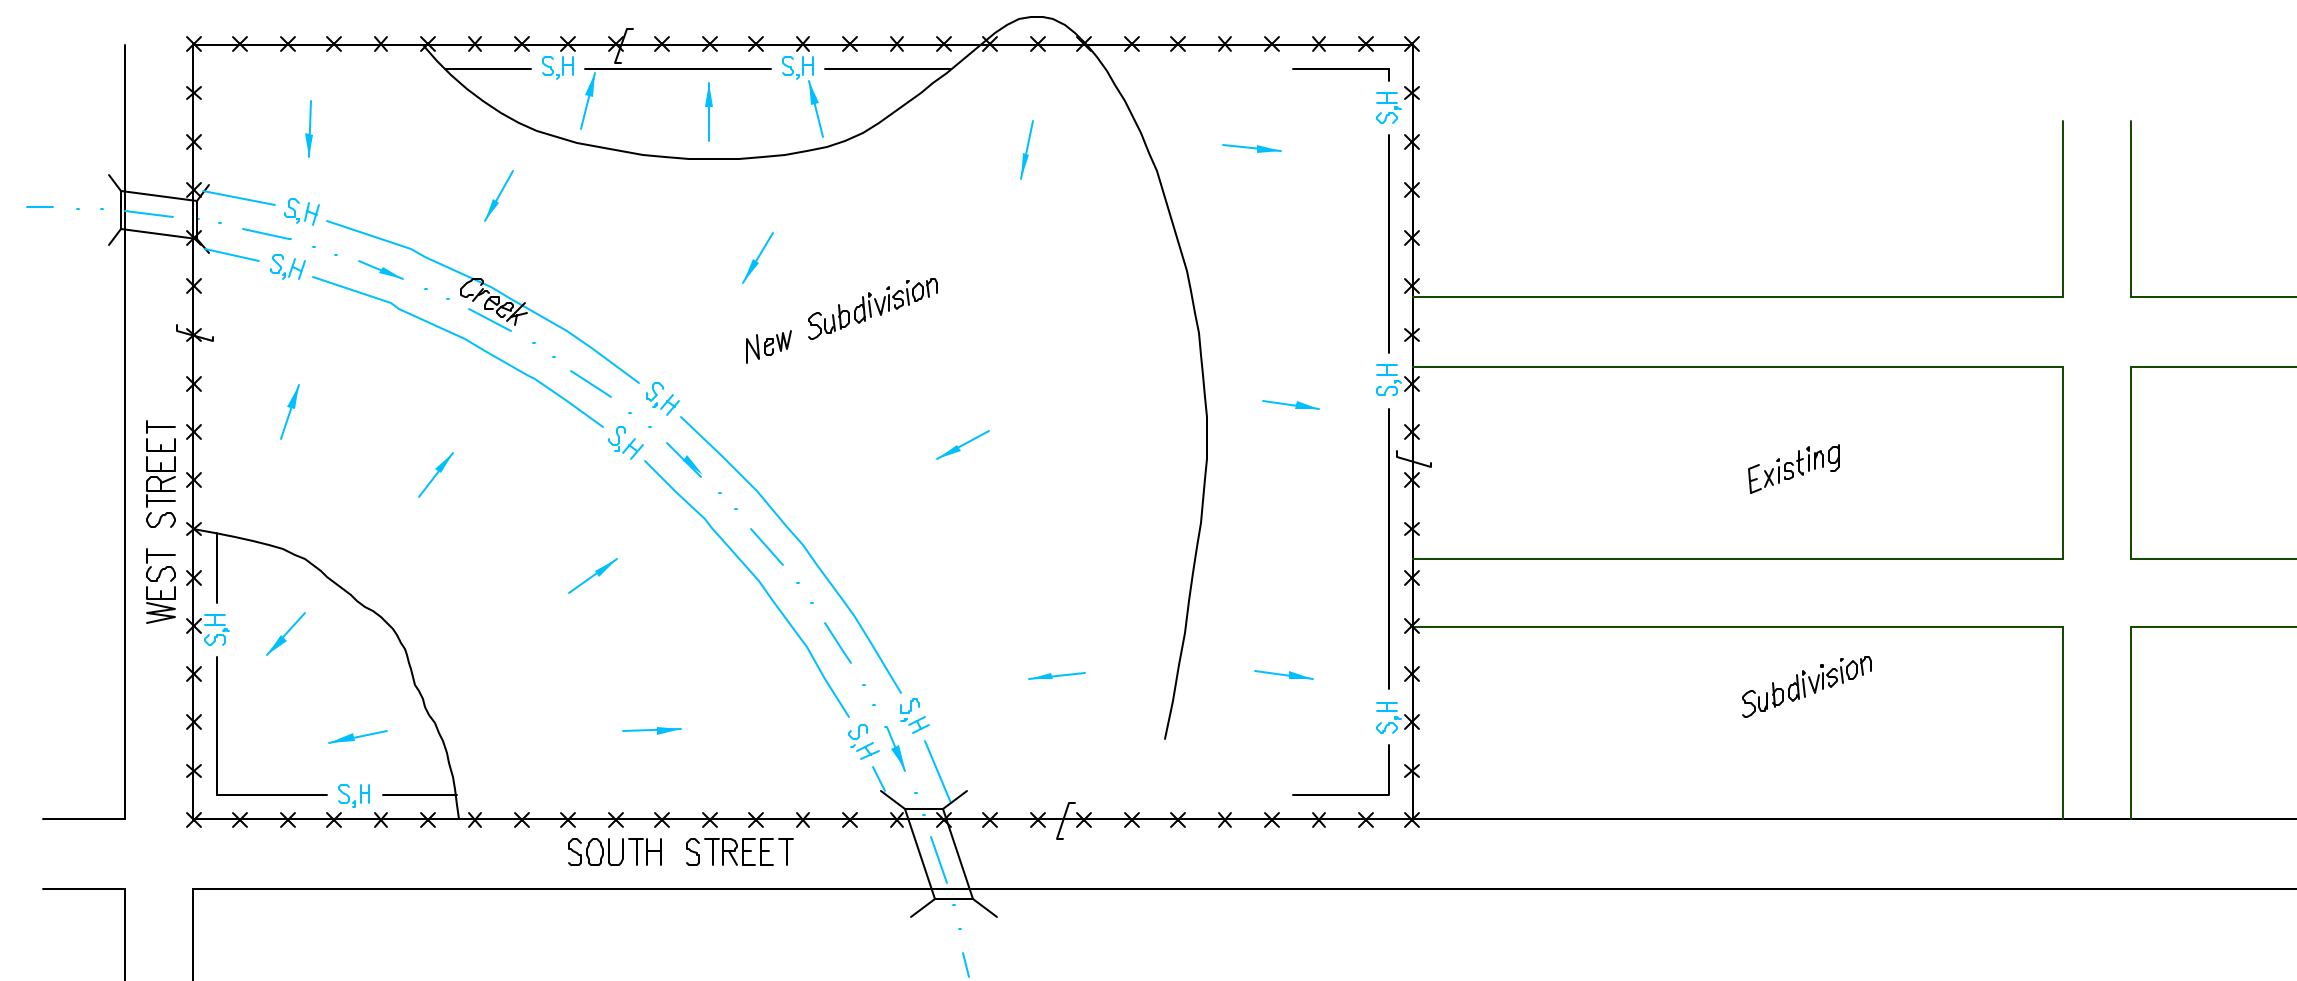 S,H
S,H
S,H
S,H
S,H
Creek
New Subdivision
S,H
S,H
S,H
Existing
WEST STREET
S,H
Subdivision
S,H
S,H
S,H
S,H
SOUTH STREET